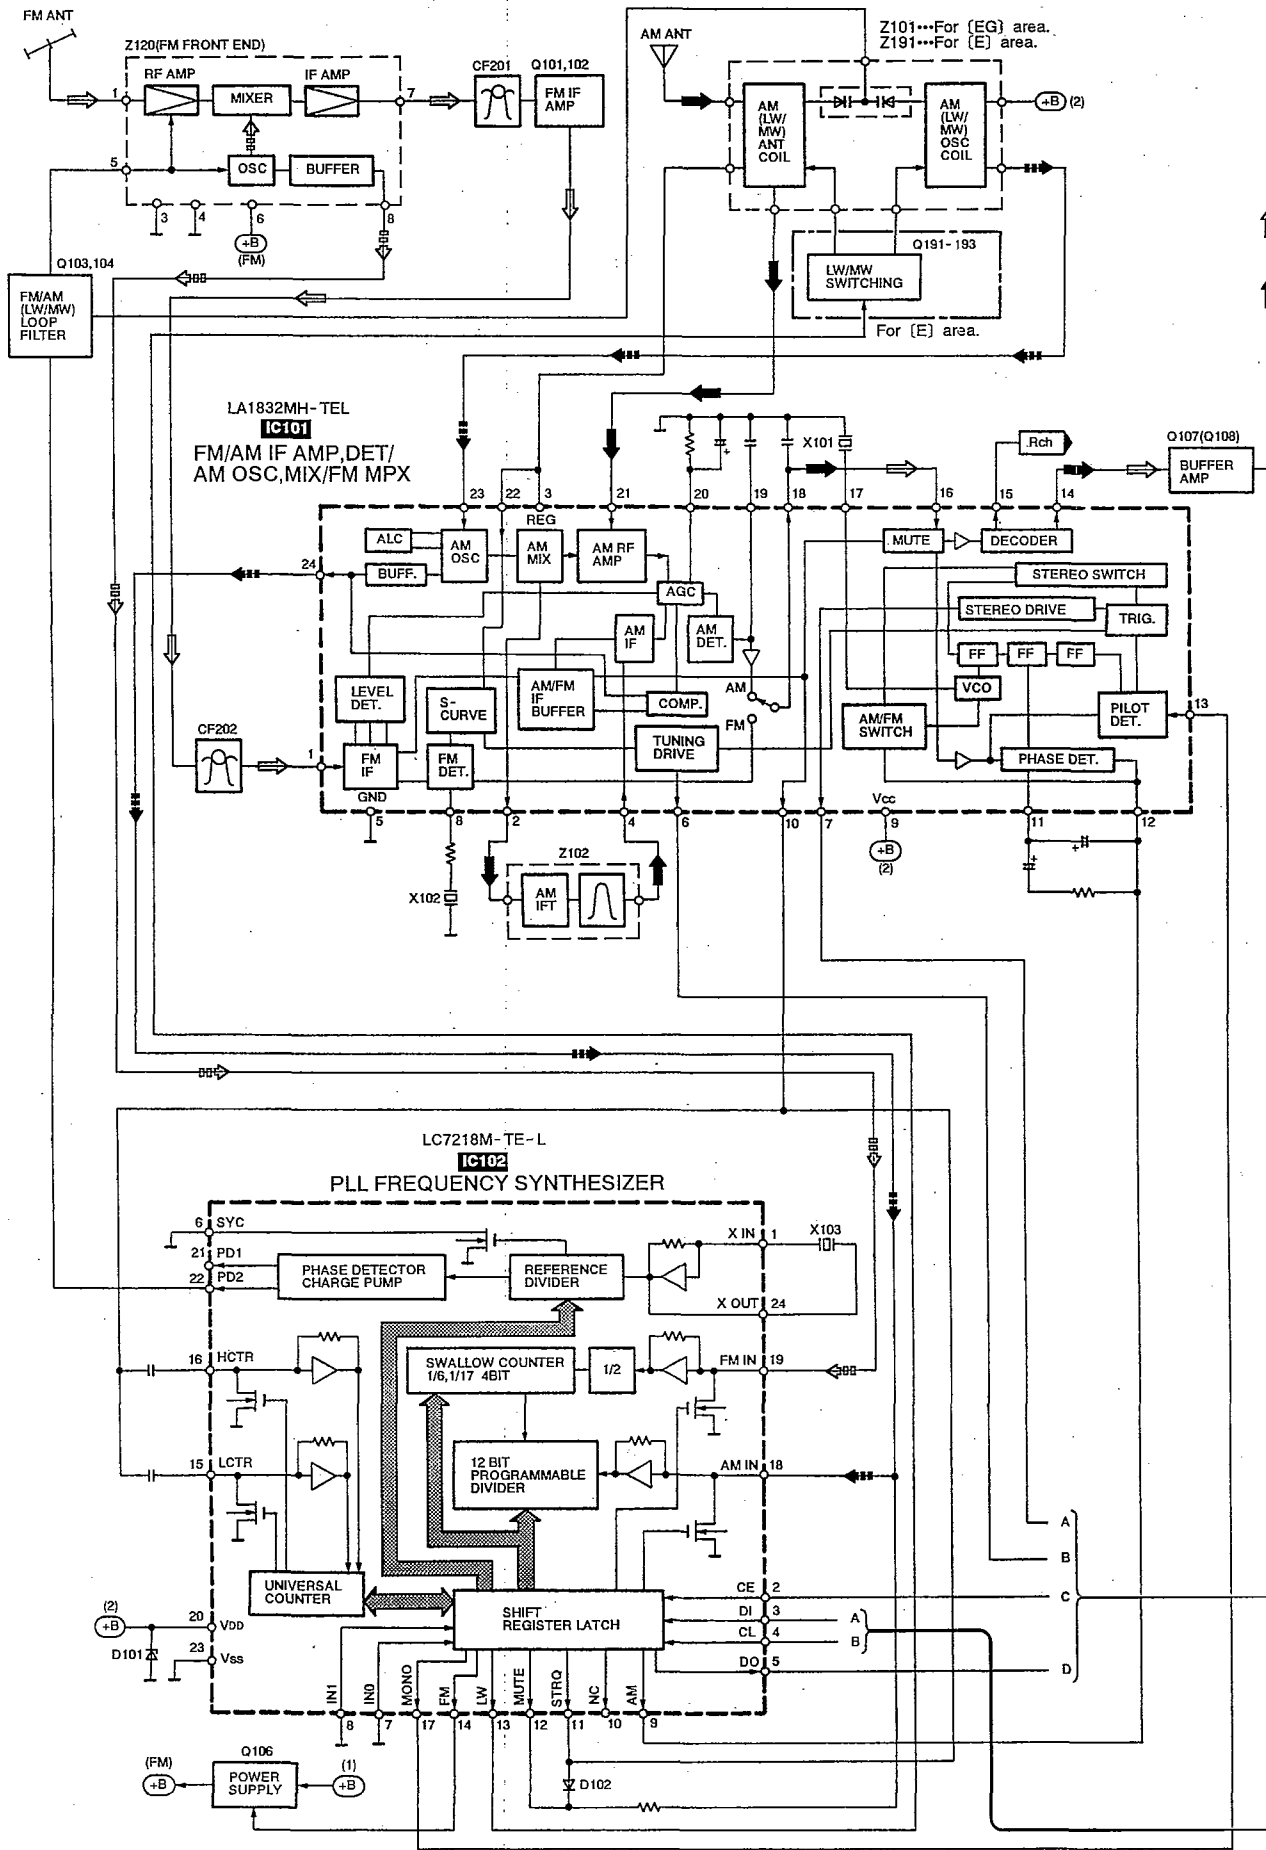 FM ANT
Z120(FM FRONT END)
RF AMP
IF AMP
MIXER
OSC
BUFFER
1
7
5
3
4
6
8
+B
(FM)
CF201
Q101,102
FM IF
AMP
AM ANT
Z101•••For (EG) area.
Z191•••For (E) area.
AM
(LW/
MW)
ANT
COIL
AM
(LW/
MW)
OSC
COIL
+B
(2)
Q191-193
LW/MW
SWITCHING
For (E) area.
Q103,104
FM/AM
(LW/MW)
LOOP
FILTER
LA1832MH-TEL
IC101
FM/AM IF AMP,DET/
AM OSC,MIX/FM MPX
X101
.Rch
Q107(Q108)
BUFFER
AMP
23
22
3
21
20
19
18
17
16
15
14
REG
ALC
AM
OSC
AM
MIX
AM RF
AMP
MUTE
DECODER
24
BUFF.
AGC
STEREO SWITCH
STEREO DRIVE
TRIG.
AM
IF
AM
DET.
FF
FF
FF
LEVEL
DET.
S-
CURVE
AM/FM
IF
BUFFER
COMP.
AM
FM
VCO
AM/FM
SWITCH
PILOT
DET.
13
CF202
1
FM
IF
FM
DET.
TUNING
DRIVE
PHASE DET.
GND
Vcc
5
8
2
4
6
10
7
9
11
12
+B
(2)
X102
Z102
AM
IFT
LC7218M-TE-L
IC102
PLL FREQUENCY SYNTHESIZER
6
SYC
21
PD1
22
PD2
PHASE DETECTOR
CHARGE PUMP
REFERENCE
DIVIDER
X IN
1
X103
X OUT
24
16
HCTR
SWALLOW COUNTER
1/6,1/17 4BIT
1/2
FM IN
19
15
LCTR
12 BIT
PROGRAMMABLE
DIVIDER
AM IN
18
UNIVERSAL
COUNTER
SHIFT
REGISTER LATCH
CE
2
DI
3
CL
4
DO
5
A
B
A
B
C
D
(2)
+B
20
VDD
D101
23
VSS
IN1
IN0
MONO
FM
LW
MUTE
STRQ
NC
AM
8
7
17
14
13
12
11
10
9
(FM)
+B
Q106
POWER
SUPPLY
(1)
+B
D102